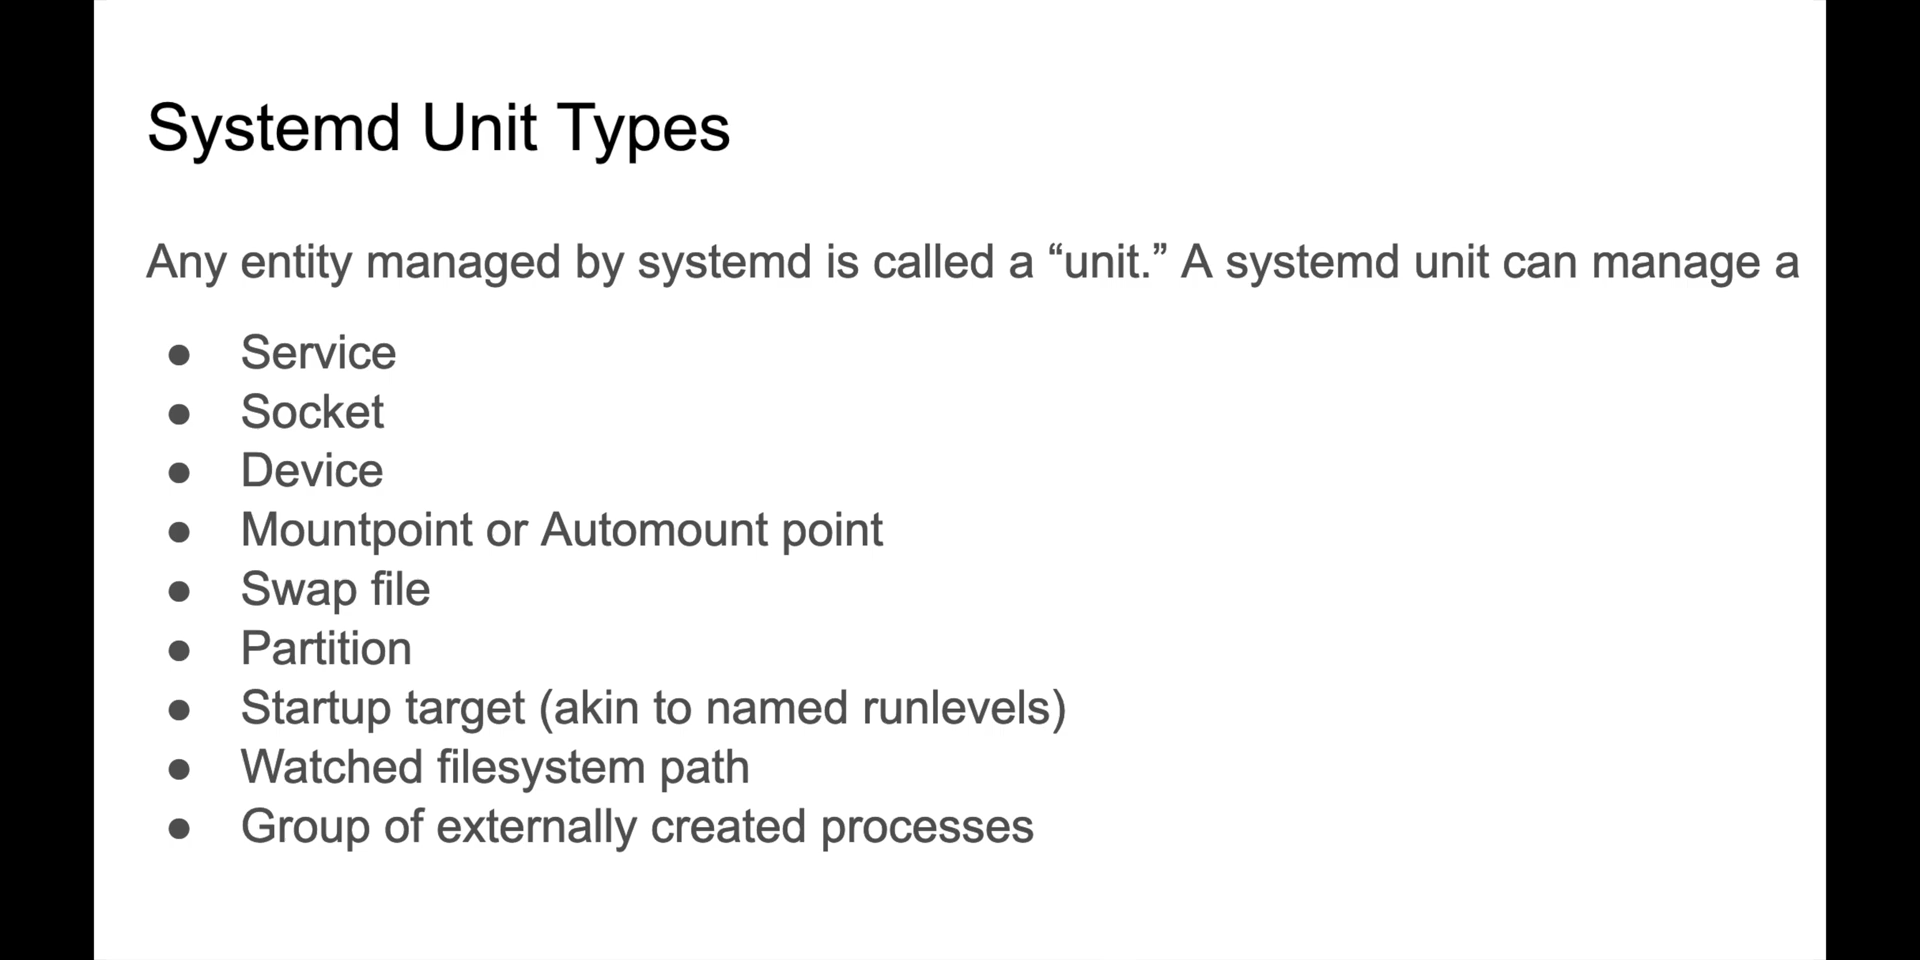 Systemd Unit Types
Any entity managed by systemd is called a “unit.” A systemd unit can manage a
● Service
● Socket
● Device
● Mountpoint or Automount point
● Swap file
● Partition
● Startup target (akin to named runlevels)
● Watched filesystem path
● Group of externally created processes